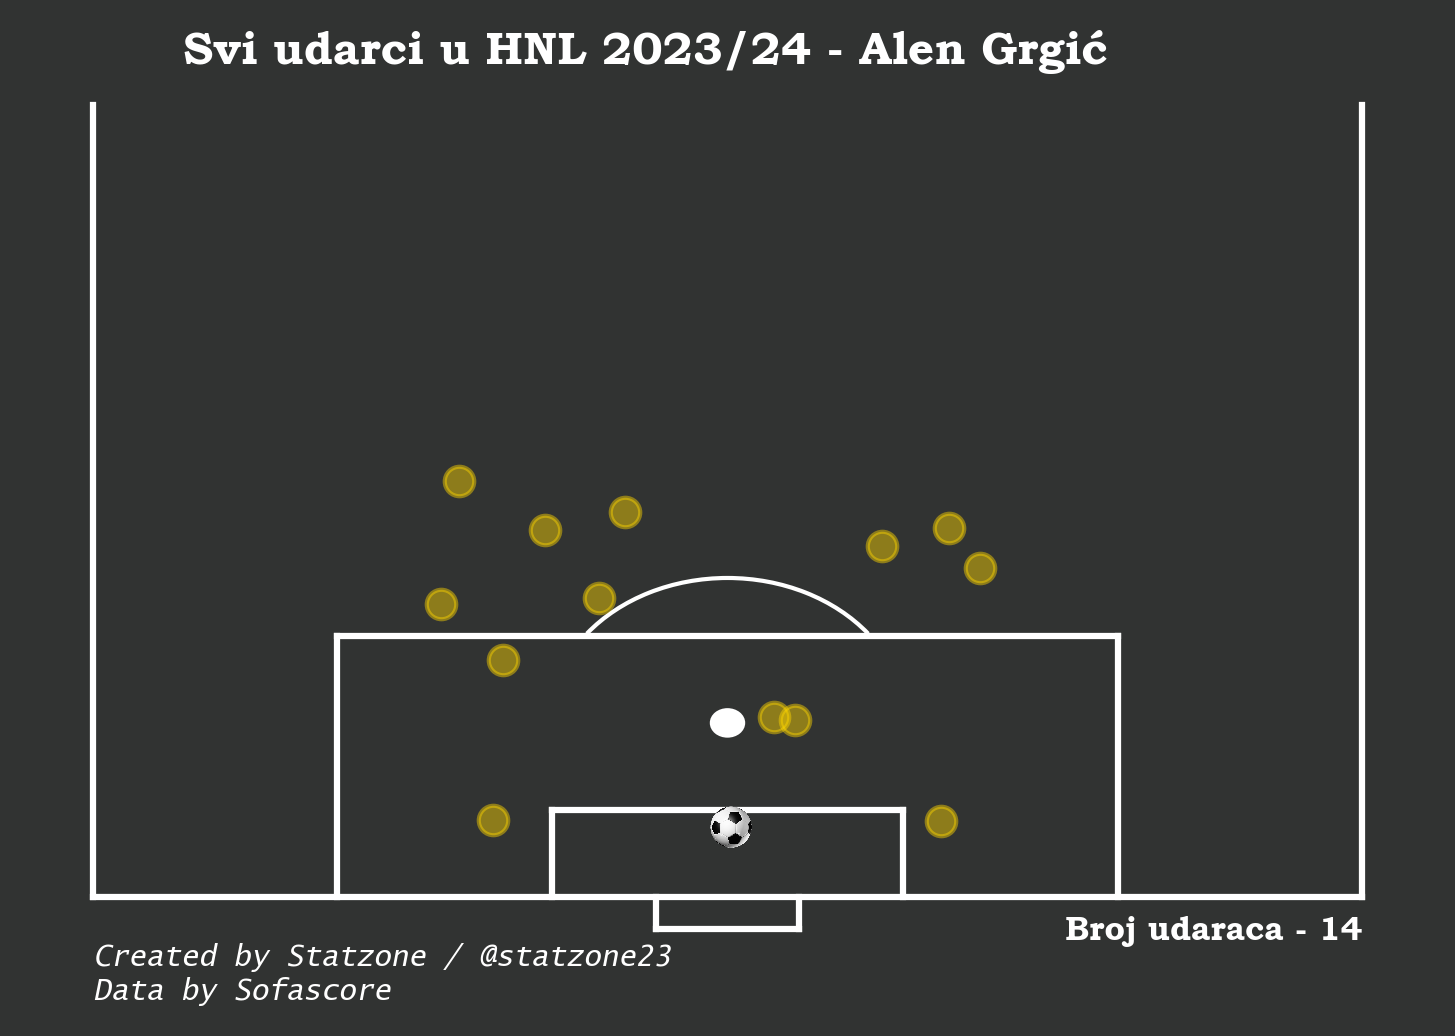 Svi udarci u HNL 2023/24 - Alen Grgić
Broj udaraca - 14
Created by Statzone / @statzone23
Data by Sofascore